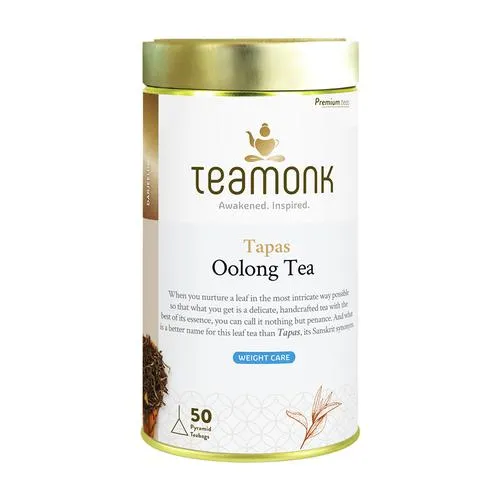 Premium teas
DARJEELING
teamonk
Awakened. Inspired.
Tapas
Oolong Tea
When you nurture a leaf in the most intricate way possible
so that what you get is a delicate, handcrafted tea with the
best of its essence, you can call it nothing but penance. And what
is a better name for this leaf tea than Tapas, its Sanskrit synonym.
WEIGHT CARE
50
Pyramid
Teabags